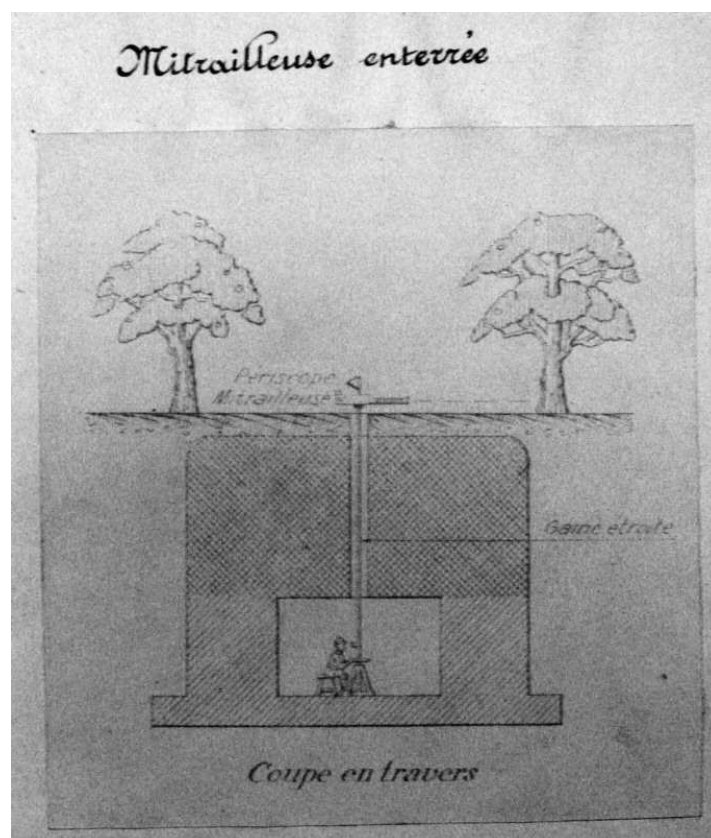 Mitrailleuse enterrée
Périscope
Mitrailleuse
Gaine étroite
Coupe en travers